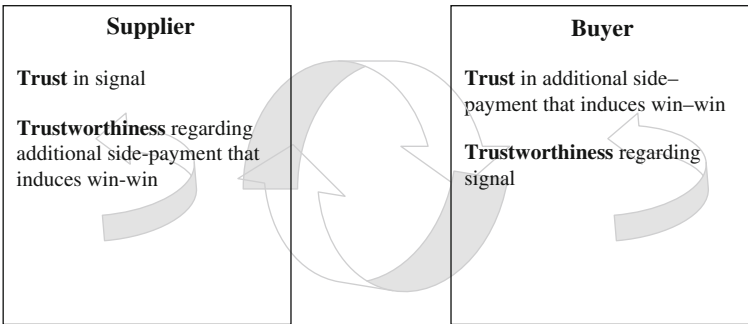 Supplier
Trust in signal
Trustworthiness regarding
additional side-payment that
induces win-win
Buyer
Trust in additional side–
payment that induces win–win
Trustworthiness regarding
signal